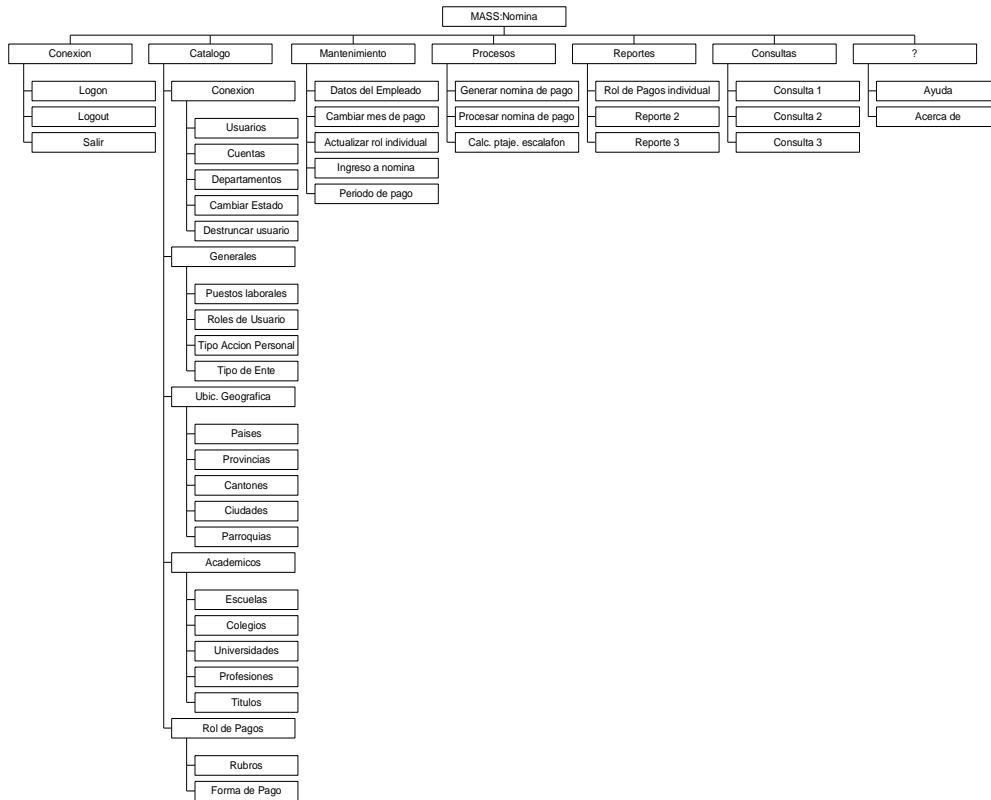 MASS:Nomina
Conexion
Catalogo
Mantenimiento
Procesos
Reportes
Consultas
?
Logon
Logout
Salir
Conexion
Usuarios
Cuentas
Departamentos
Cambiar Estado
Destruncar usuario
Generales
Puestos laborales
Roles de Usuario
Tipo Accion Personal
Tipo de Ente
Ubic. Geografica
Paises
Provincias
Cantones
Ciudades
Parroquias
Academicos
Escuelas
Colegios
Universidades
Profesiones
Titulos
Rol de Pagos
Rubros
Forma de Pago
Datos del Empleado
Cambiar mes de pago
Actualizar rol individual
Ingreso a nomina
Periodo de pago
Generar nomina de pago
Procesar nomina de pago
Calc. ptaje. escalafon
Rol de Pagos individual
Reporte 2
Reporte 3
Consulta 1
Consulta 2
Consulta 3
Ayuda
Acerca de